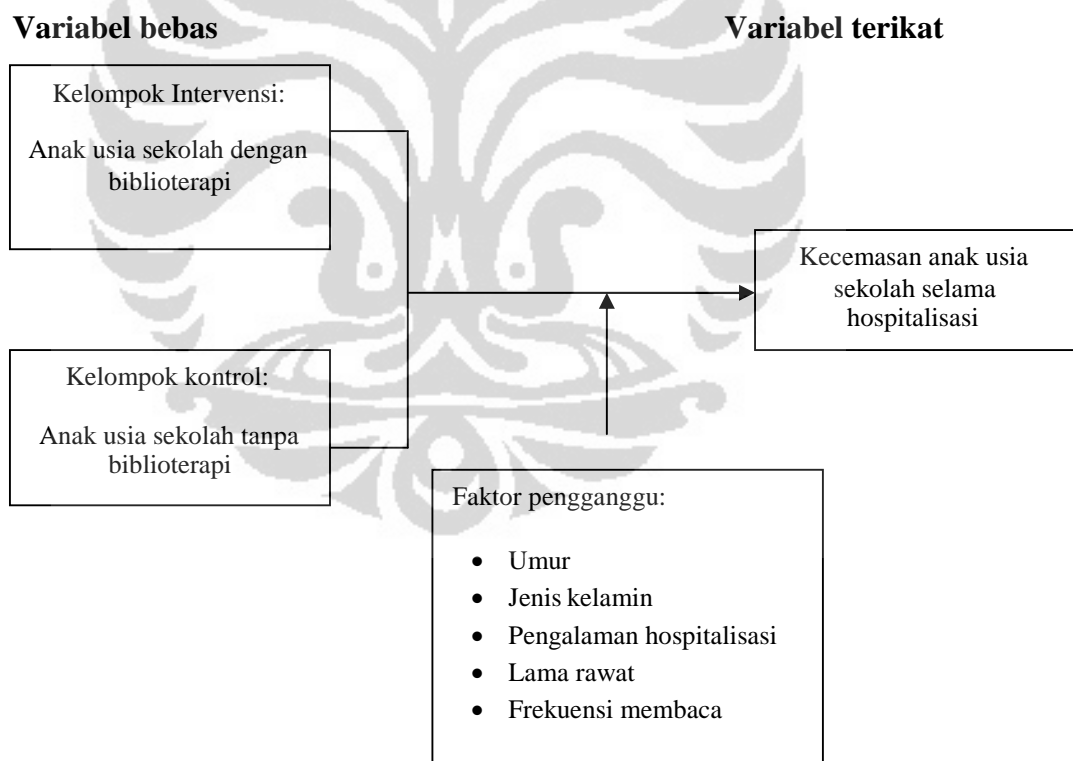 Variabel bebas
Variabel terikat
Kelompok Intervensi:
Anak usia sekolah dengan
biblioterapi
Kecemasan anak usia
sekolah selama
hospitalisasi
Kelompok kontrol:
Anak usia sekolah tanpa
biblioterapi
Faktor pengganggu:
• Umur
• Jenis kelamin
• Pengalaman hospitalisasi
• Lama rawat
• Frekuensi membaca